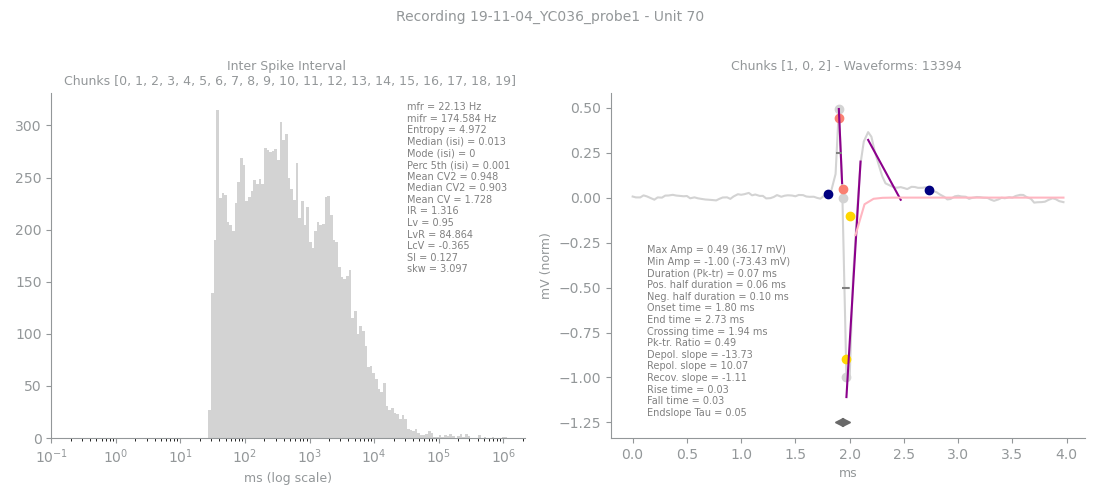 Recording 19-11-04_YC036_probe1 - Unit 70
Inter Spike Interval
Chunks [0, 1, 2, 3, 4, 5, 6, 7, 8, 9, 10, 11, 12, 13, 14, 15, 16, 17, 18, 19]
300
250
200
150
100
50
0
mfr = 22.13 Hz
mifr = 174.584 Hz
Entropy = 4.972
Median (isi) = 0.013
Mode (isi) = 0
Perc 5th (isi) = 0.001
Mean CV2 = 0.948
Median CV2 = 0.903
Mean CV = 1.728
IR = 1.316
Lv = 0.95
LvR = 84.864
LcV = -0.365
SI = 0.127
skw = 3.097
10⁻¹ 10⁰ 10¹ 10² 10³ 10⁴ 10⁵ 10⁶
ms (log scale)
Chunks [1, 0, 2] - Waveforms: 13394
mV (norm)
0.50
0.25
0.00
−0.25
−0.50
−0.75
−1.00
−1.25
Max Amp = 0.49 (36.17 mV)
Min Amp = -1.00 (-73.43 mV)
Duration (Pk-tr) = 0.07 ms
Pos. half duration = 0.06 ms
Neg. half duration = 0.10 ms
Onset time = 1.80 ms
End time = 2.73 ms
Crossing time = 1.94 ms
Pk-tr. Ratio = 0.49
Depol. slope = -13.73
Repol. slope = 10.07
Recov. slope = -1.11
Rise time = 0.03
Fall time = 0.03
Endslope Tau = 0.05
0.0 0.5 1.0 1.5 2.0 2.5 3.0 3.5 4.0
ms